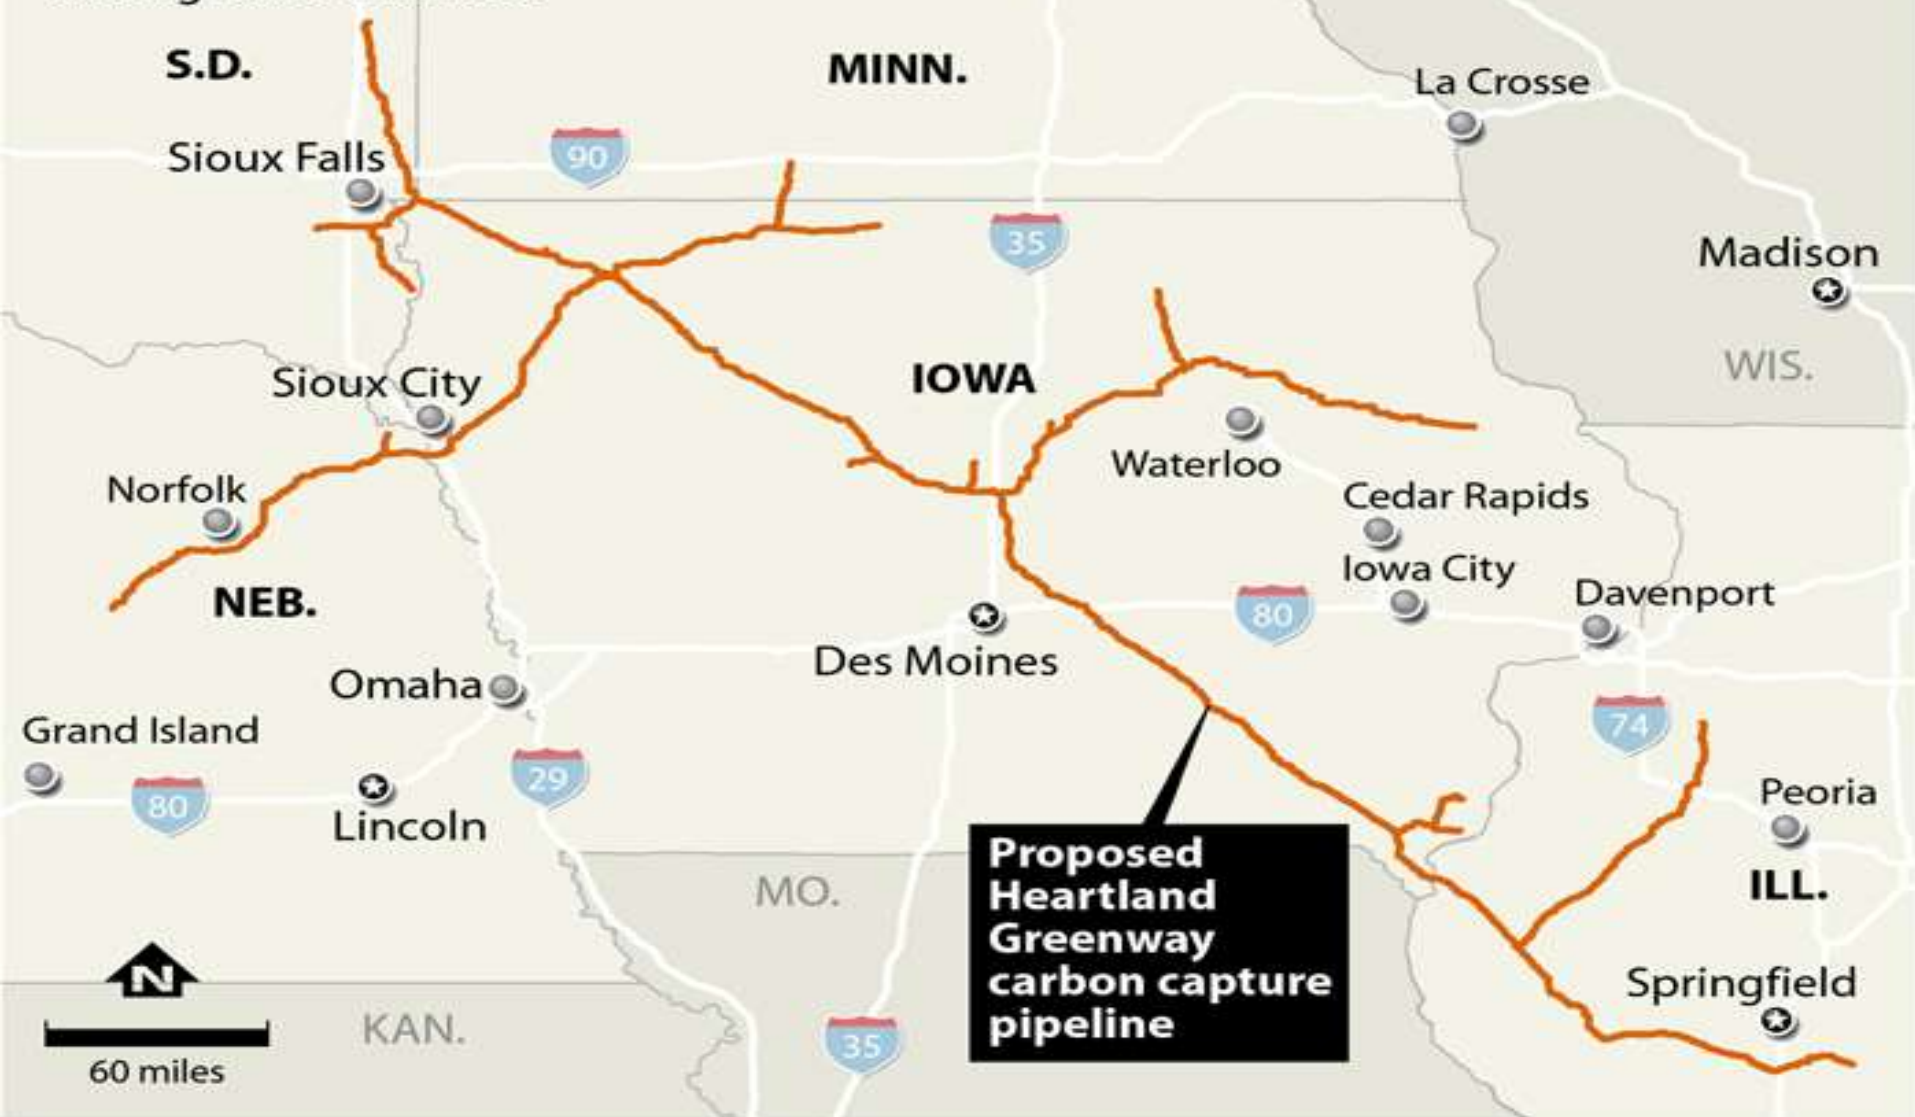 S.D.
MINN.
La Crosse
Sioux Falls
90
35
Madison
WIS.
Sioux City
IOWA
Waterloo
Norfolk
Cedar Rapids
Iowa City
NEB.
80
Davenport
Des Moines
Omaha
74
Grand Island
29
80
Lincoln
Peoria
Proposed
Heartland
Greenway
carbon capture
pipeline
MO.
ILL.
N
Springfield
KAN.
35
60 miles